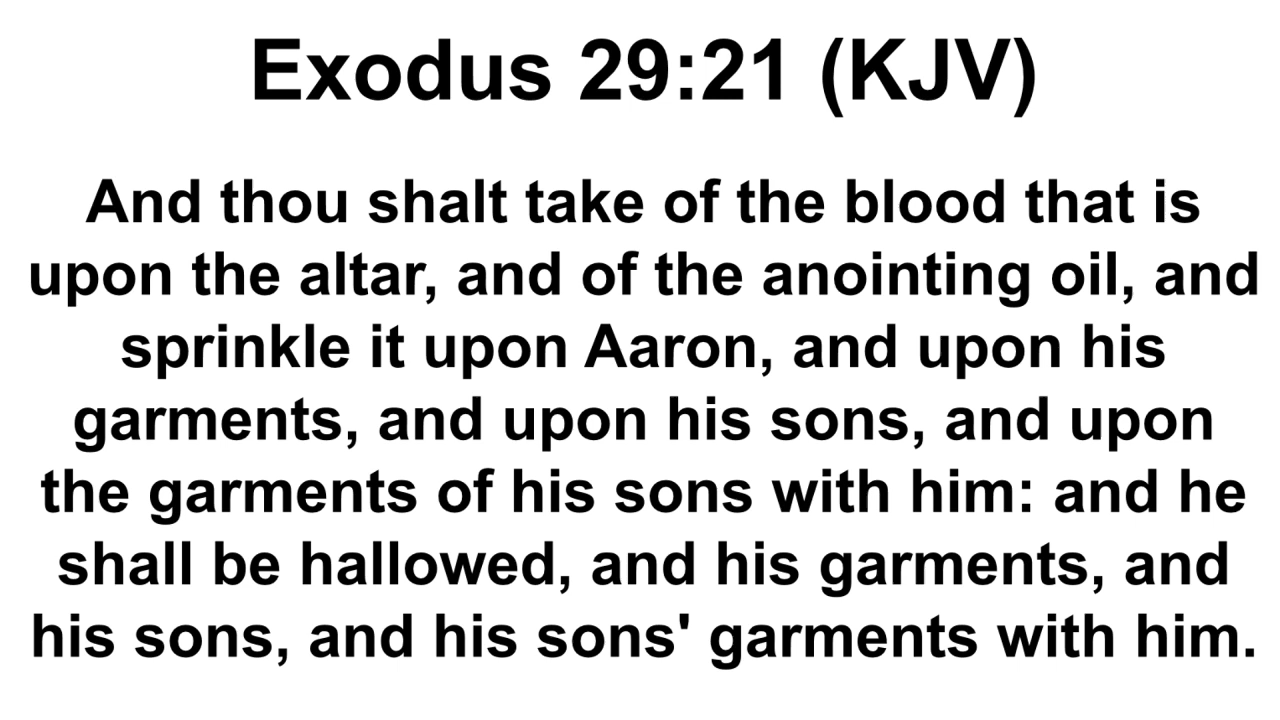 Exodus 29:21 (KJV)
And thou shalt take of the blood that is
upon the altar, and of the anointing oil, and
sprinkle it upon Aaron, and upon his
garments, and upon his sons, and upon
the garments of his sons with him: and he
shall be hallowed, and his garments, and
his sons, and his sons' garments with him.